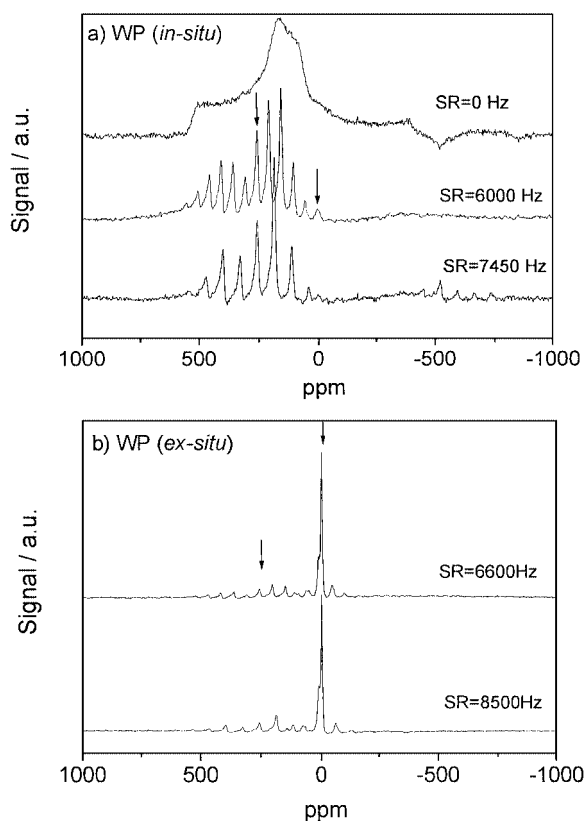 a) WP (in-situ)
SR=0 Hz
SR=6000 Hz
SR=7450 Hz
Signal / a.u.
1000 500 0 -500 -1000
ppm
b) WP (ex-situ)
SR=6600Hz
SR=8500Hz
Signal / a.u.
1000 500 0 -500 -1000
ppm